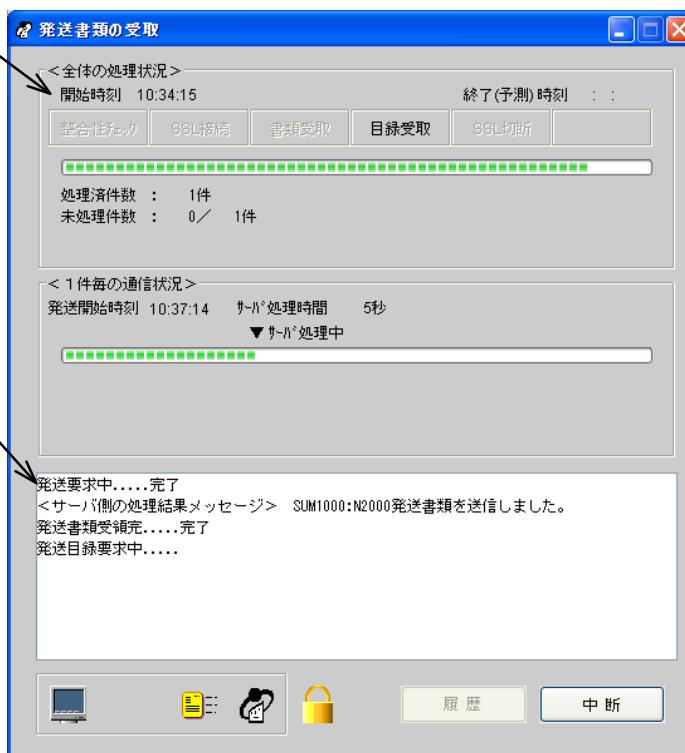 発送書類の受取
<全体の処理状況>
開始時刻 10:34:15 終了(予測)時刻 : :
整合性ﾁｪｯｸ SSL接続 書類受取 目録受取 SSL切断
処理済件数 : 1件
未処理件数 : 0／ 1件
<１件毎の通信状況>
発送開始時刻 10:37:14 ｻｰﾊﾞ処理時間 5秒
▼ｻｰﾊﾞ処理中
発送要求中.....完了
<サーバ側の処理結果メッセージ> SUM1000:N2000発送書類を送信しました。
発送書類受領完.....完了
発送目録要求中.....
履歴 中断